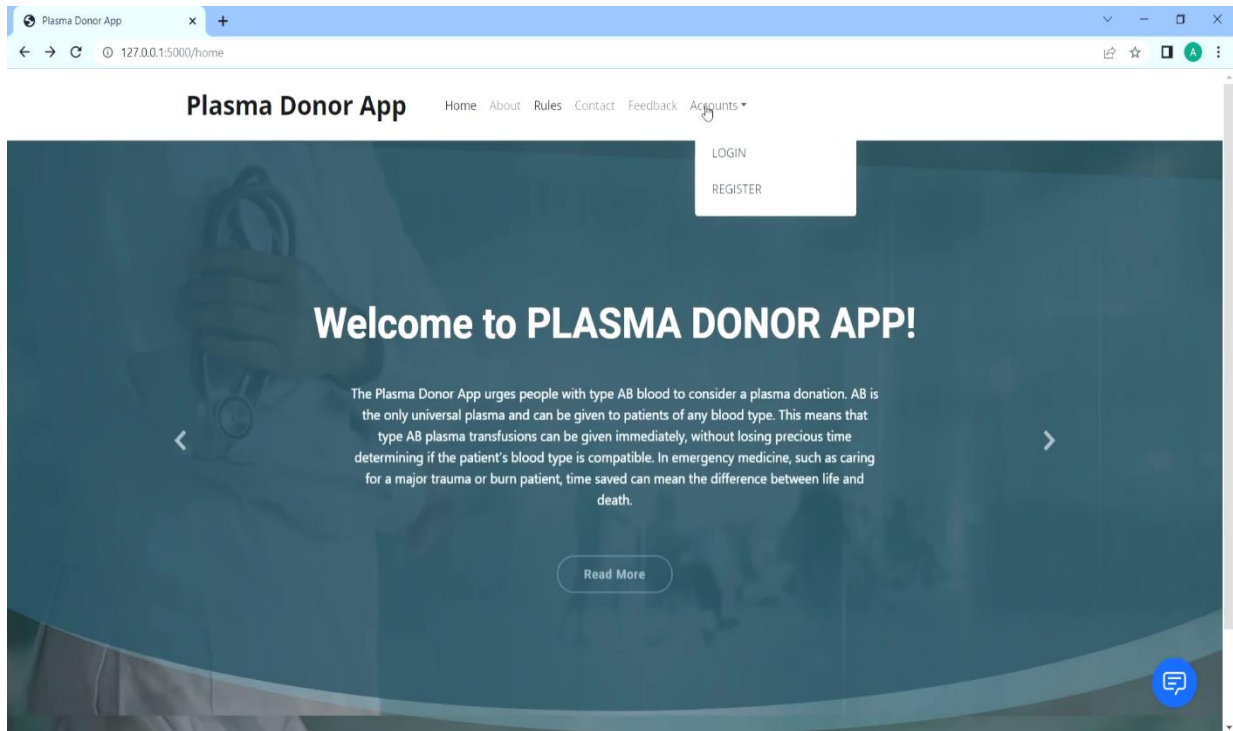 Plasma Donor App
127.0.0.1:5000/home
A
Plasma Donor App Home About Rules Contact Feedback Accounts
LOGIN
REGISTER
Welcome to PLASMA DONOR APP!
The Plasma Donor App urges people with type AB blood to consider a plasma donation. AB is
the only universal plasma and can be given to patients of any blood type. This means that
type AB plasma transfusions can be given immediately, without losing precious time
determining if the patient's blood type is compatible. In emergency medicine, such as caring
for a major trauma or burn patient, time saved can mean the difference between life and
death.
Read More